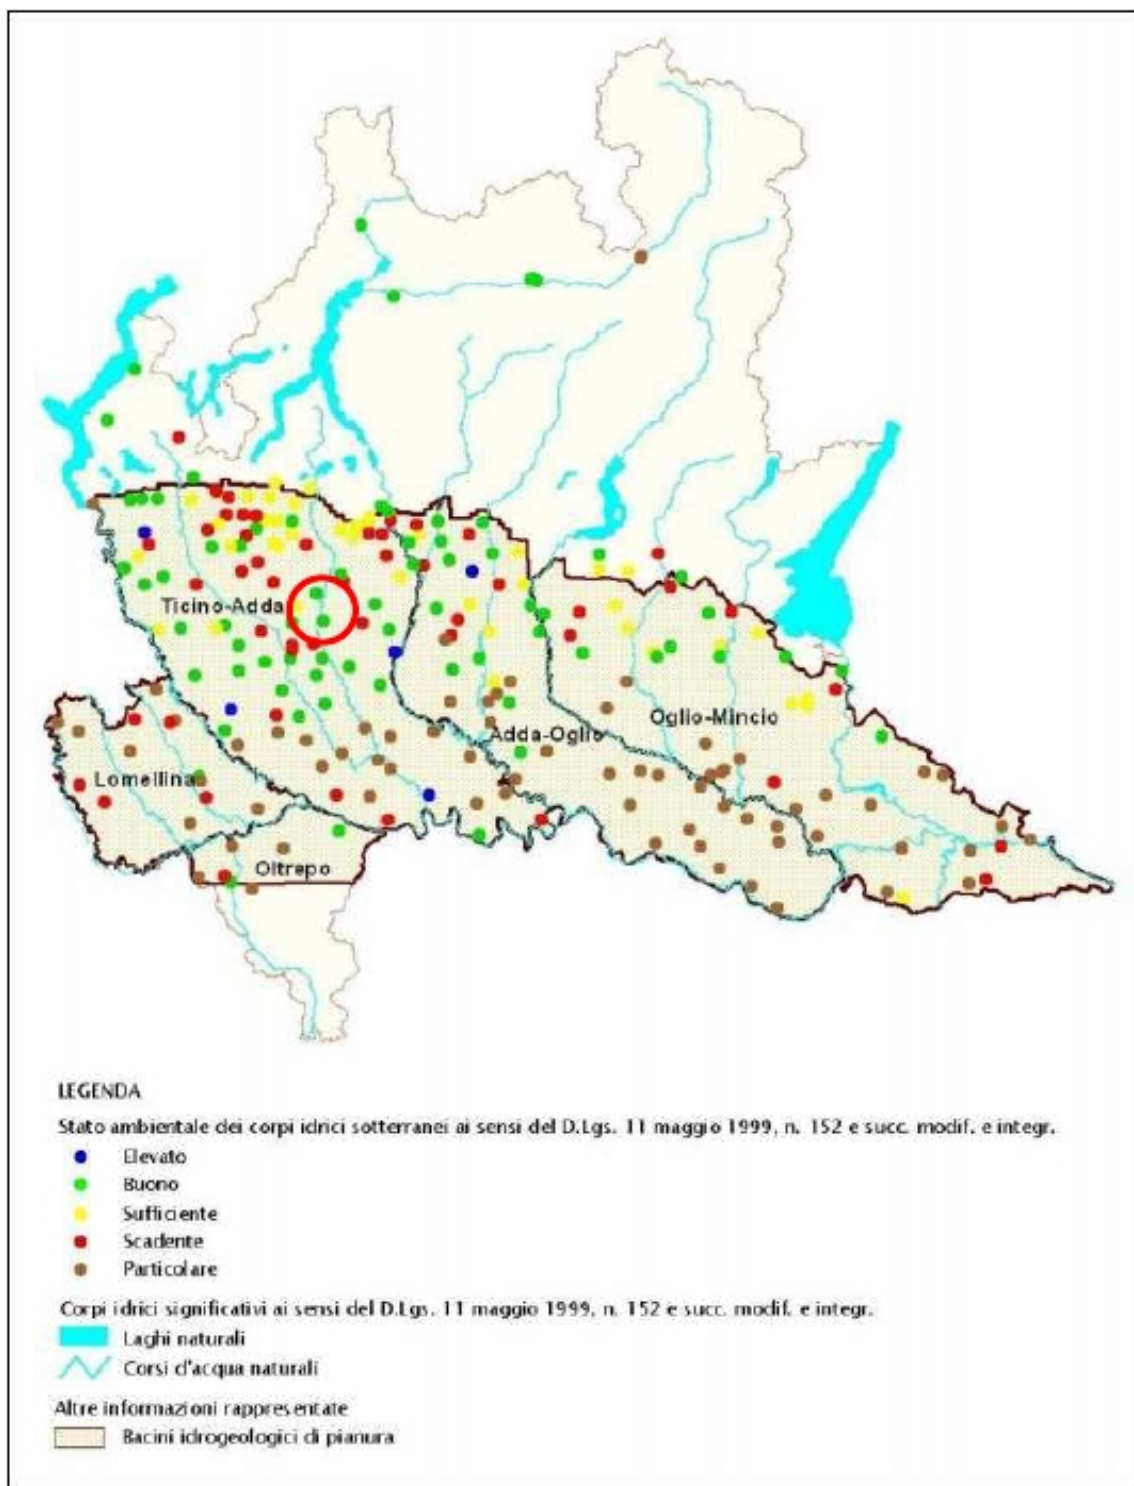 Ticino-Adda
Oglio-Mincio
Adda-Oglio
Lomellina
Oltrepo
LEGENDA
Stato ambientale dei corpi idrici sotterranei ai sensi del D.Lgs. 11 maggio 1999, n. 152 e succ. modif. e integr.
Elevato
Buono
Sufficiente
Scadente
Particolare
Corpi idrici significativi ai sensi del D.Lgs. 11 maggio 1999, n. 152 e succ. modif. e integr.
Laghi naturali
Corsi d'acqua naturali
Altre informazioni rappresentate
Bacini idrogeologici di pianura